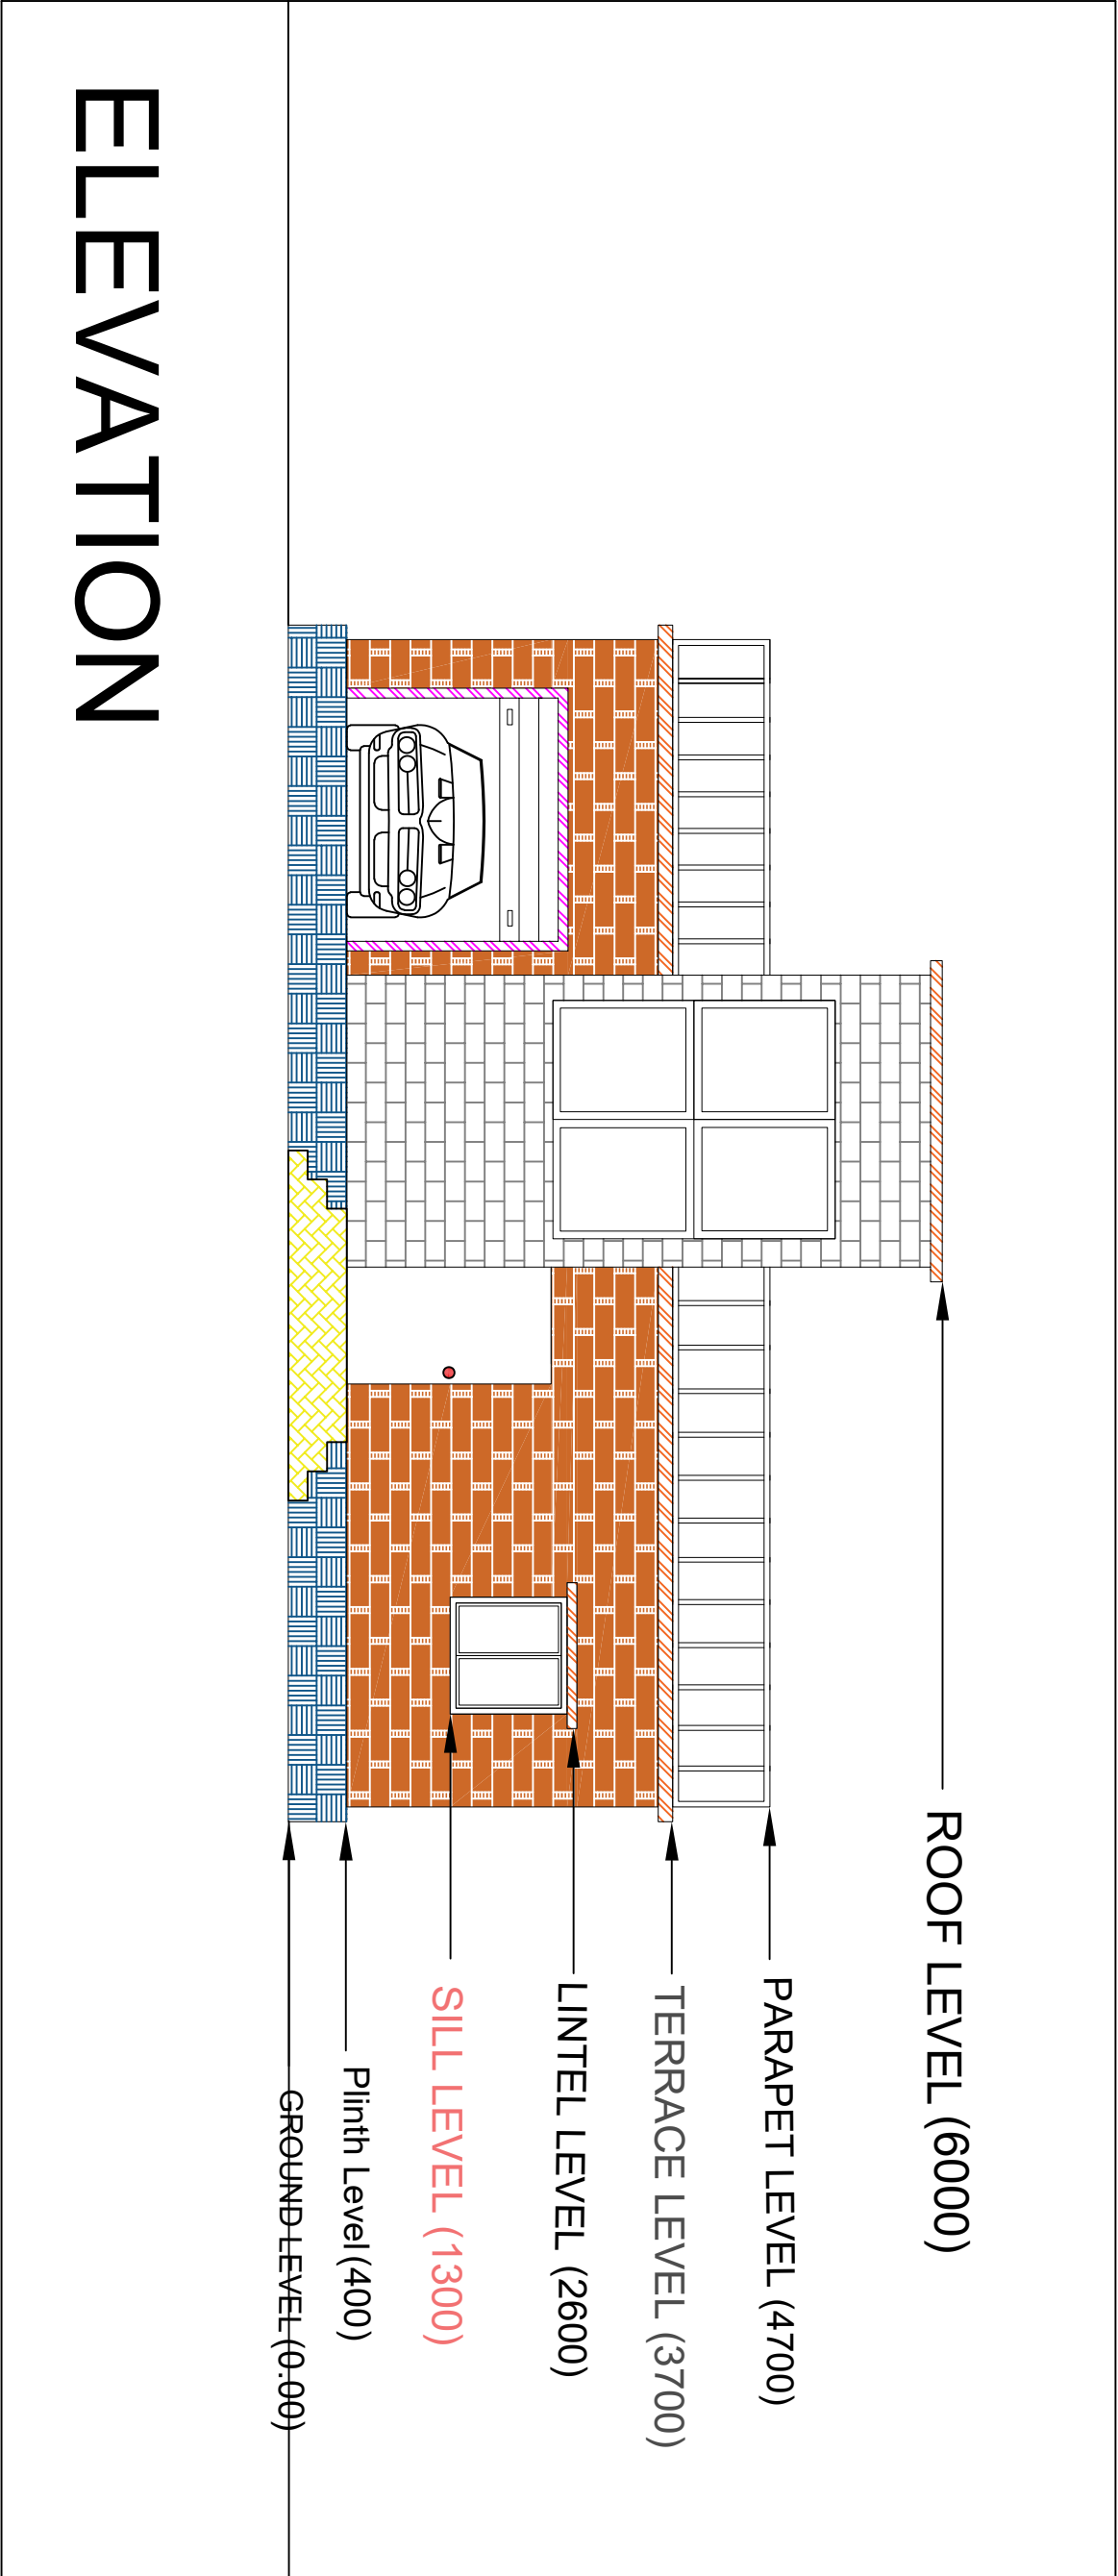 ROOF LEVEL (6000)
PARAPET LEVEL (4700)
TERRACE LEVEL (3700)
LINTEL LEVEL (2600)
SILL LEVEL (1300)
Plinth Level (400)
GROUND LEVEL (0.00)
ELEVATION